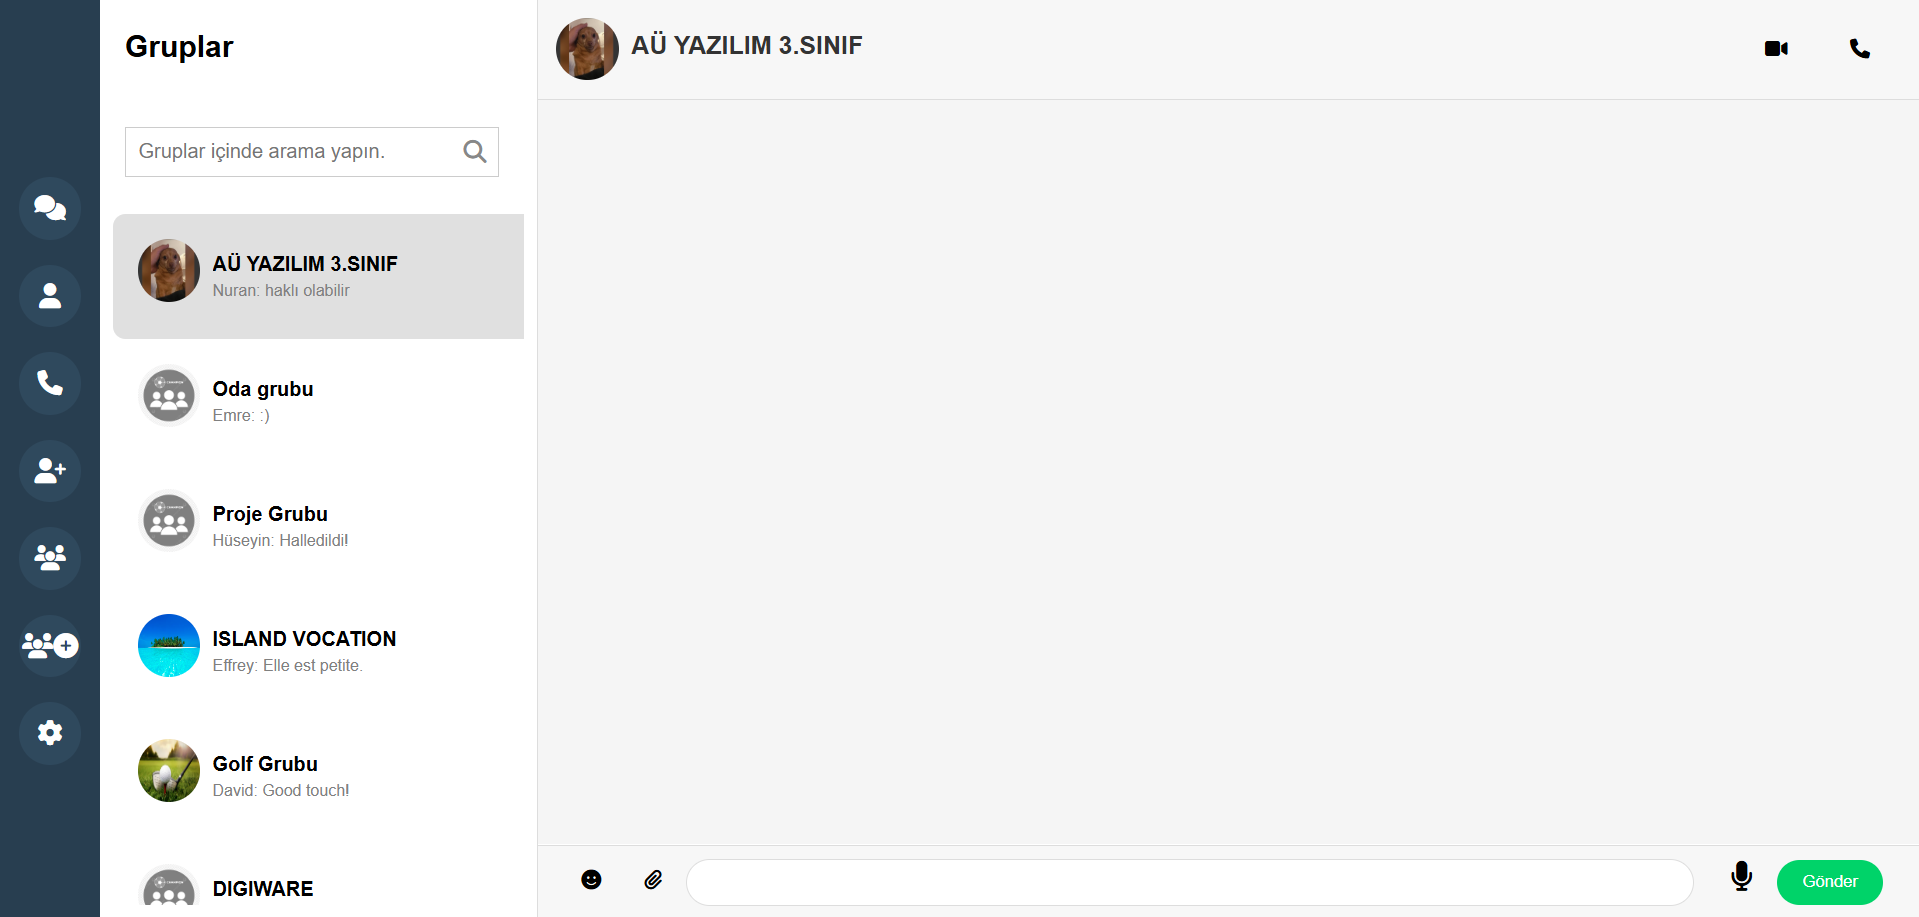 Gruplar
Gruplar içinde arama yapın.
AÜ YAZILIM 3.SINIF
Nuran: haklı olabilir
Oda grubu
Emre: :)
Proje Grubu
Hüseyin: Halledildi!
ISLAND VOCATION
Effrey: Elle est petite.
Golf Grubu
David: Good touch!
DIGIWARE
AÜ YAZILIM 3.SINIF
Gönder